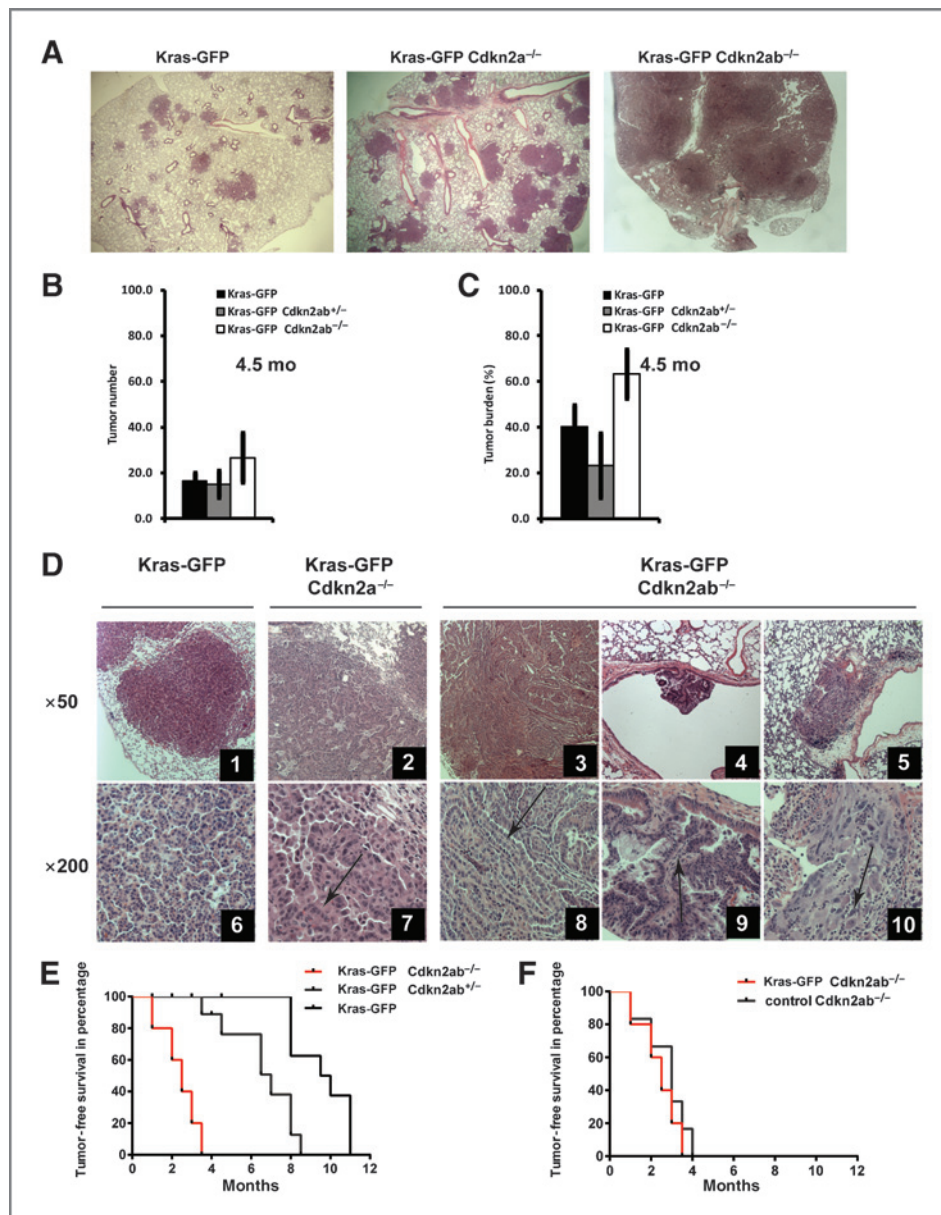 A
Kras-GFP
Kras-GFP Cdkn2a–/–
Kras-GFP Cdkn2ab–/–
B
100.0
80.0
60.0
40.0
20.0
0.0
Tumor number
Kras-GFP
Kras-GFP Cdkn2ab+/–
Kras-GFP Cdkn2ab–/–
4.5 mo
C
100.0
80.0
60.0
40.0
20.0
0.0
Tumor burden (%)
Kras-GFP
Kras-GFP Cdkn2ab+/–
Kras-GFP Cdkn2ab–/–
4.5 mo
D
Kras-GFP
Kras-GFP
Cdkn2a–/–
Kras-GFP
Cdkn2ab–/–
×50
1
2
3
4
5
×200
6
7
8
9
10
E
Kras-GFP Cdkn2ab–/–
Kras-GFP Cdkn2ab+/–
Kras-GFP
Tumor-free survival in percentage
100
80
60
40
20
0
0 2 4 6 8 10 12
Months
F
Kras-GFP Cdkn2ab–/–
control Cdkn2ab–/–
Tumor-free survival in percentage
100
80
60
40
20
0
0 2 4 6 8 10 12
Months